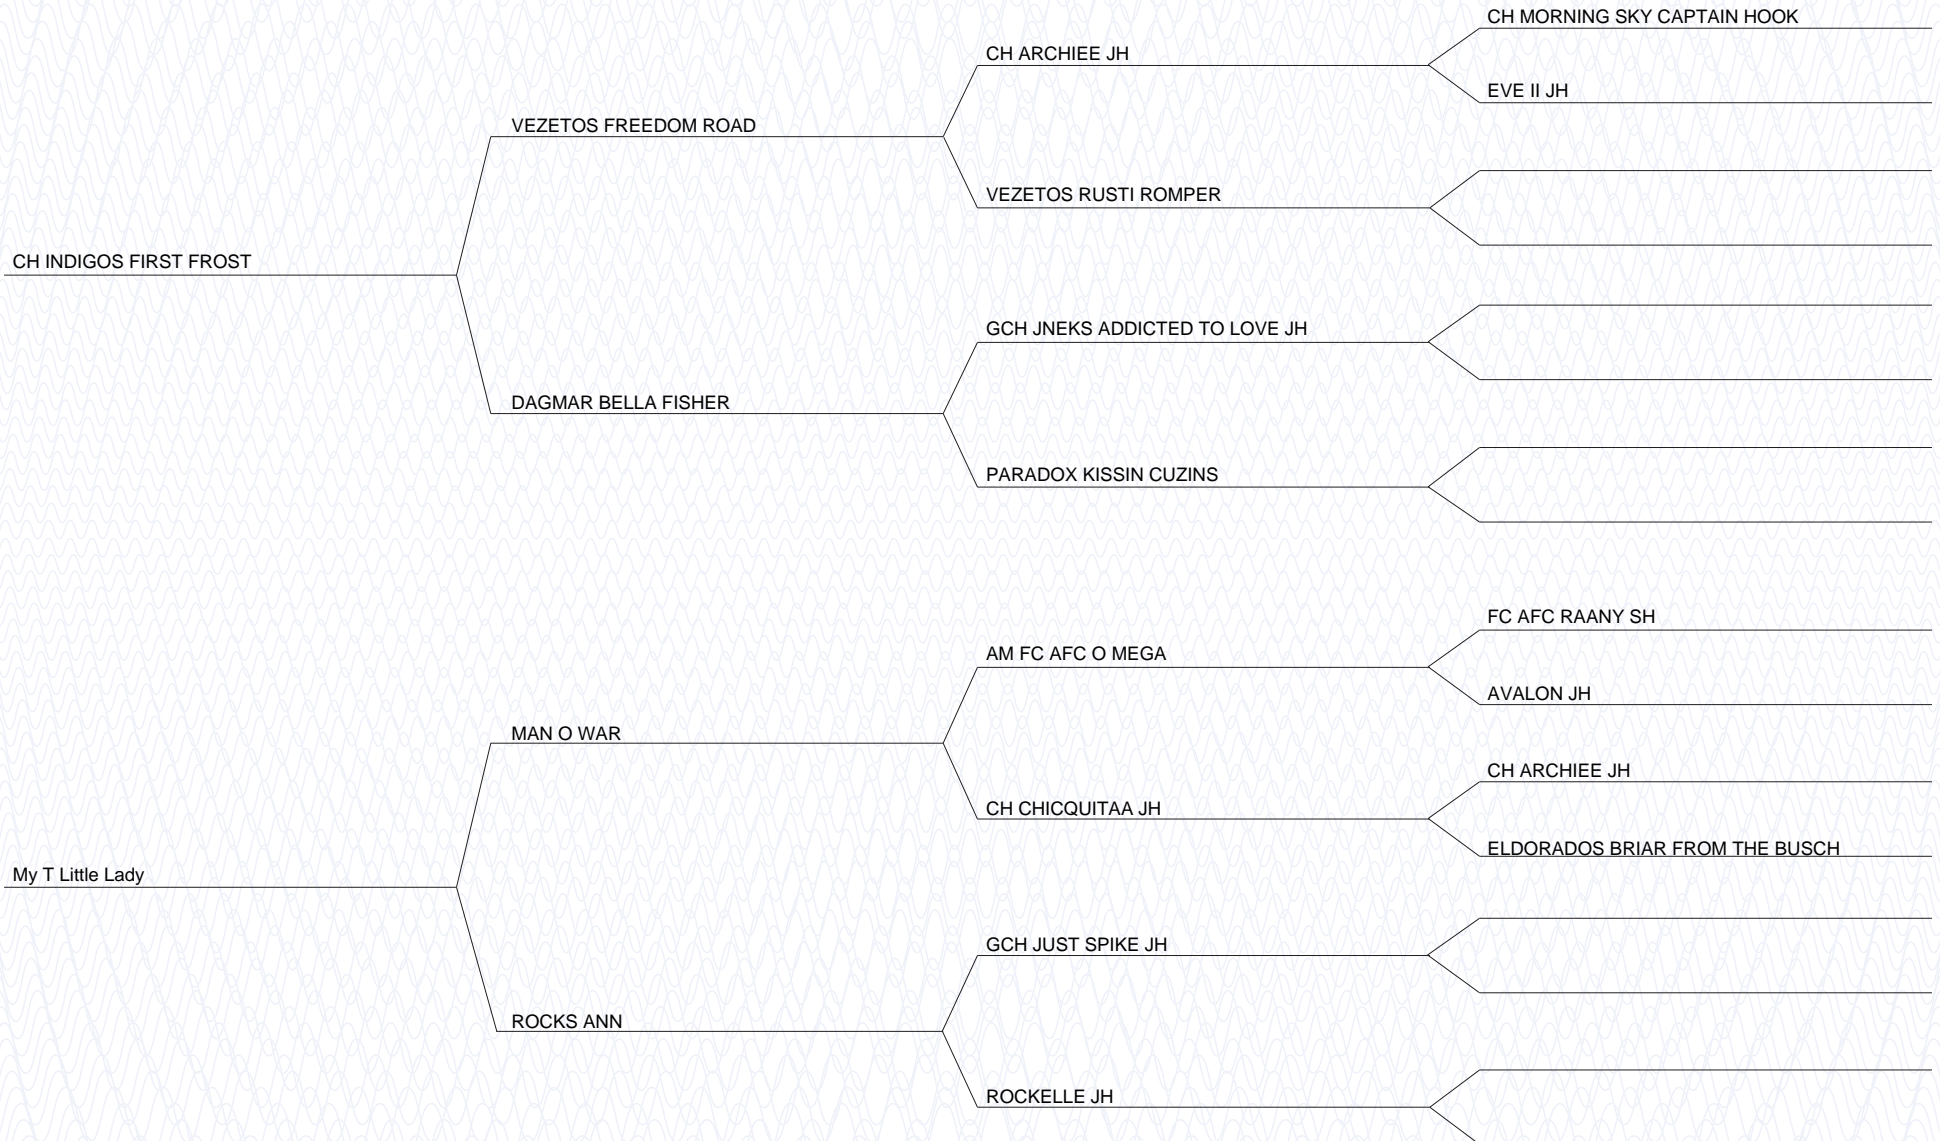 CH MORNING SKY CAPTAIN HOOK
CH ARCHIEE JH
EVE II JH
VEZETOS FREEDOM ROAD
VEZETOS RUSTI ROMPER
CH INDIGOS FIRST FROST
GCH JNEKS ADDICTED TO LOVE JH
DAGMAR BELLA FISHER
PARADOX KISSIN CUZINS
FC AFC RAANY SH
AM FC AFC O MEGA
AVALON JH
MAN O WAR
CH ARCHIEE JH
CH CHICQUITAA JH
ELDORADOS BRIAR FROM THE BUSCH
My T Little Lady
GCH JUST SPIKE JH
ROCKS ANN
ROCKELLE JH